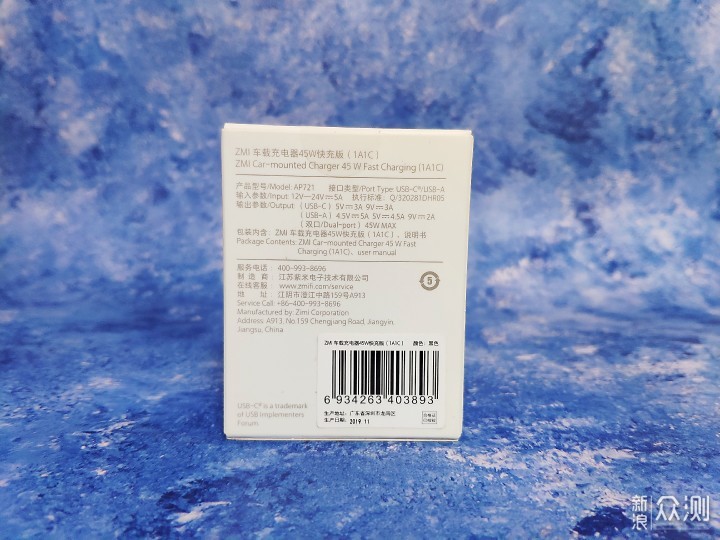 ZMI 车载充电器45W快充版（1A1C）
ZMI Car-mounted Charger 45 W Fast Charging (1A1C)
产品型号/Model: AP721 接口类型/Port Type: USB-C®/USB-A
输入参数/Input: 12V—24V⎓5A 执行标准: Q/320281DHR05
输出参数/Output: （USB-C）5V⎓3A 9V⎓3A
（USB-A）4.5V⎓5A 5V⎓4.5A 9V⎓2A
（双口/Dual-port）45W MAX
包装内含: ZMI 车载充电器45W快充版（1A1C）、说明书
Package Contents: ZMI Car-mounted Charger 45 W Fast
Charging (1A1C)、user manual
服务电话: 400-993-8696
制 造 商: 江苏紫米电子技术有限公司
在线客服: www.zmifi.com/service
地 址: 江阴市澄江中路159号A913
Service Call: +86-400-993-8696
Manufactured by: Zimi Corporation
Address: A913, No.159 Chengjiang Road, Jiangyin,
Jiangsu, China
5
ZMI 车载充电器45W快充版（1A1C） 颜色: 黑色
6 934263 403893
生产地址: 广东省深圳市龙岗区
生产日期: 2019 11
USB-C® is a trademark
of USB Implementers
Forum
新浪 众测